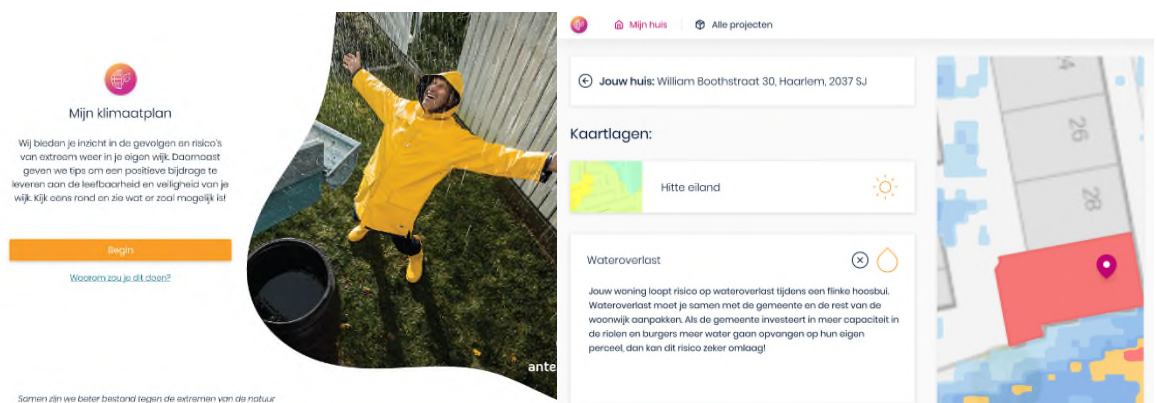 Mijn klimaatplan
Wij bieden je inzicht in de gevolgen en risico's
van extreem weer in je eigen wijk. Daarnaast
geven we tips om een positieve bijdrage te
leveren aan de leefbaarheid en veiligheid van je
wijk. Kijk eens rond en zie wat er zoal mogelijk is!
Begin
Waarom zou je dit doen?
Samen zijn we beter bestand tegen de extremen van de natuur
ante
Mijn huis
Alle projecten
Jouw huis: William Boothstraat 30, Haarlem, 2037 SJ
Kaartlagen:
Hitte eiland
Wateroverlast
Jouw woning loopt risico op wateroverlast tijdens een flinke hoosbui.
Wateroverlast moet je samen met de gemeente en de rest van de
woonwijk aanpakken. Als de gemeente investeert in meer capaciteit in
de riolen en burgers meer water gaan opvangen op hun eigen
perceel, dan kan dit risico zeker omlaag!
26
28